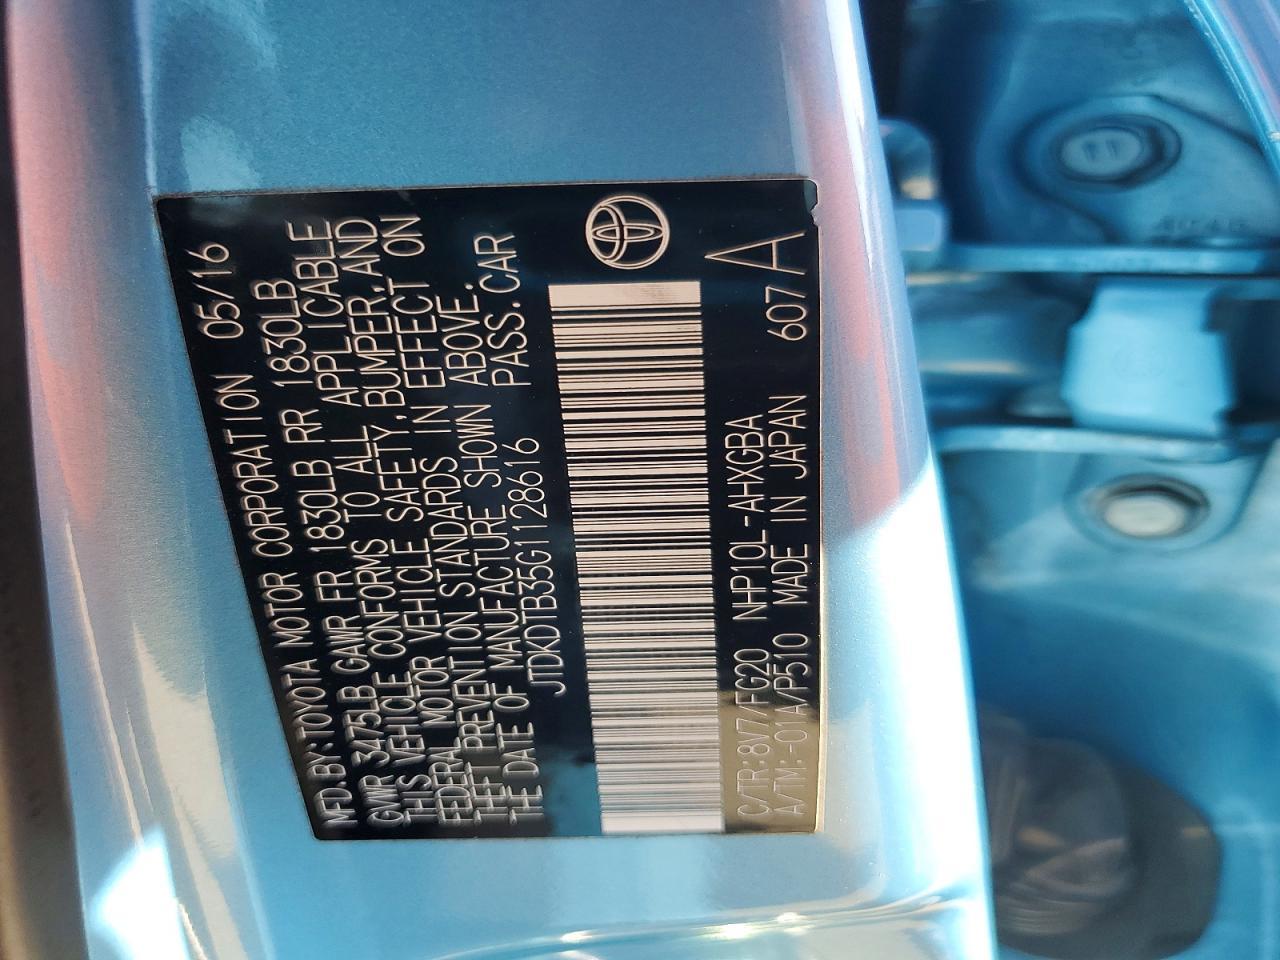 MFD.BY:TOYOTA MOTOR CORPORATION 05/16
GVWR 3475LB GAWR FR 1830LB RR 1830LB
THIS VEHICLE CONFORMS TO ALL APPLICABLE
FEDERAL MOTOR VEHICLE SAFETY,BUMPER,AND
THEFT PREVENTION STANDARDS IN EFFECT ON
THE DATE OF MANUFACTURE SHOWN ABOVE.
JTDKDTB35G1128616 PASS.CAR
C/TR:8V7/FG20 NHP10L-AHXGBA A
A/TM:-01A/P510 MADE IN JAPAN 607